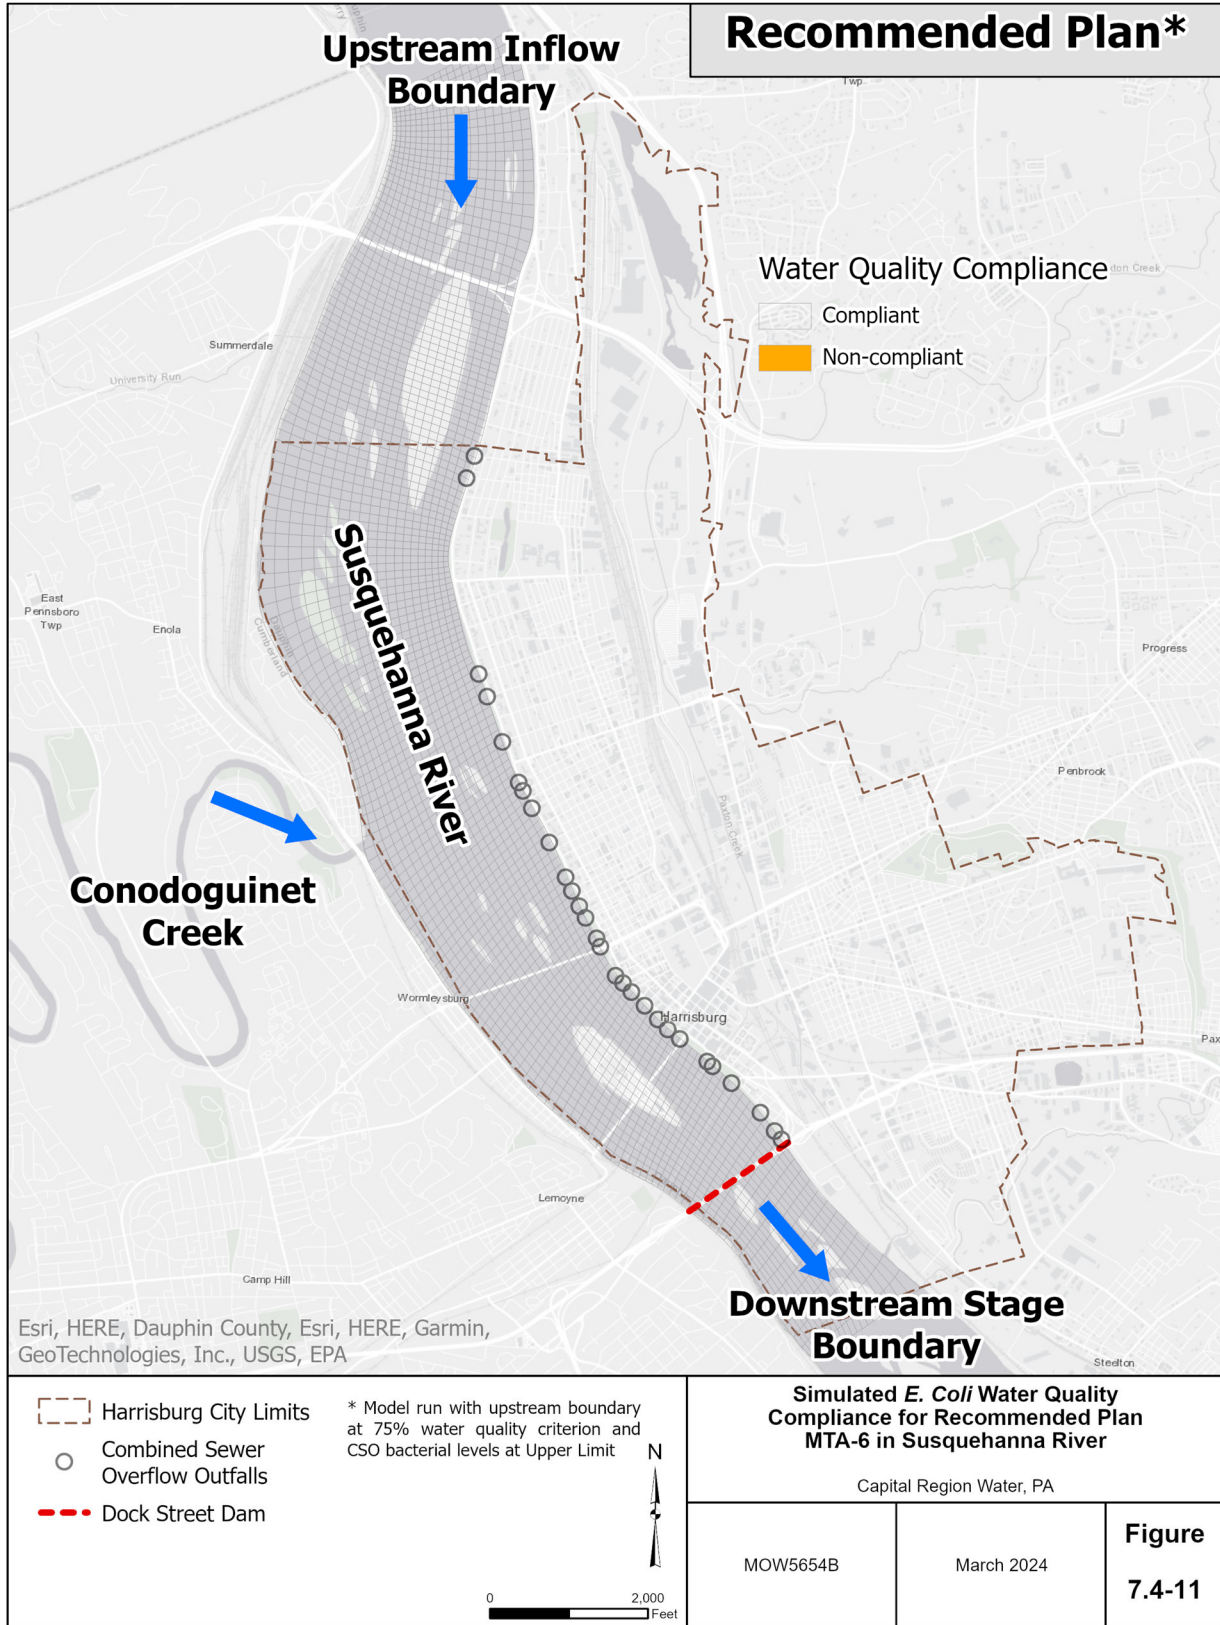 Recommended Plan*
Upstream Inflow
Boundary
Twp
Water Quality Compliance
Compliant
Non-compliant
Summerdale
University Run
Susquehanna River
East
Pennsboro
Twp
Enola
Cumberland
Progress
Penbrook
Paxton Creek
Conodoguinet
Creek
Wormleysburg
Harrisburg
Lemoyne
Camp Hill
Downstream Stage
Boundary
Steelton
Esri, HERE, Dauphin County, Esri, HERE, Garmin,
GeoTechnologies, Inc., USGS, EPA
Harrisburg City Limits
Combined Sewer
Overflow Outfalls
Dock Street Dam
* Model run with upstream boundary
at 75% water quality criterion and
CSO bacterial levels at Upper Limit
N
0 2,000
Feet
Simulated E. Coli Water Quality
Compliance for Recommended Plan
MTA-6 in Susquehanna River
Capital Region Water, PA
MOW5654B
March 2024
Figure
7.4-11